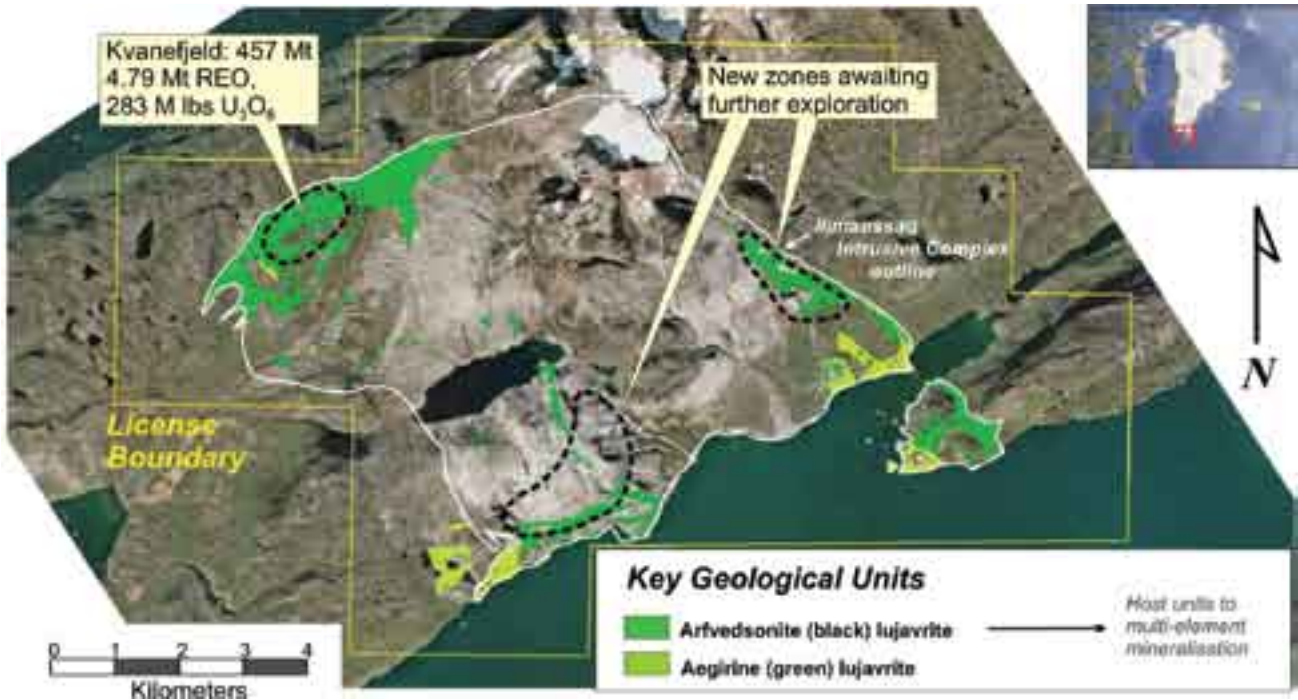 Kvanefjeld: 457 Mt
4.79 Mt REO,
283 M lbs U₃O₈
New zones awaiting
further exploration
Ilimaussaq
Intrusive Complex
outline
License
Boundary
N
Key Geological Units
Arfvedsonite (black) lujavrite
Aegirine (green) lujavrite
Host units to
multi-element
mineralisation
0 1 2 3 4
Kilometers